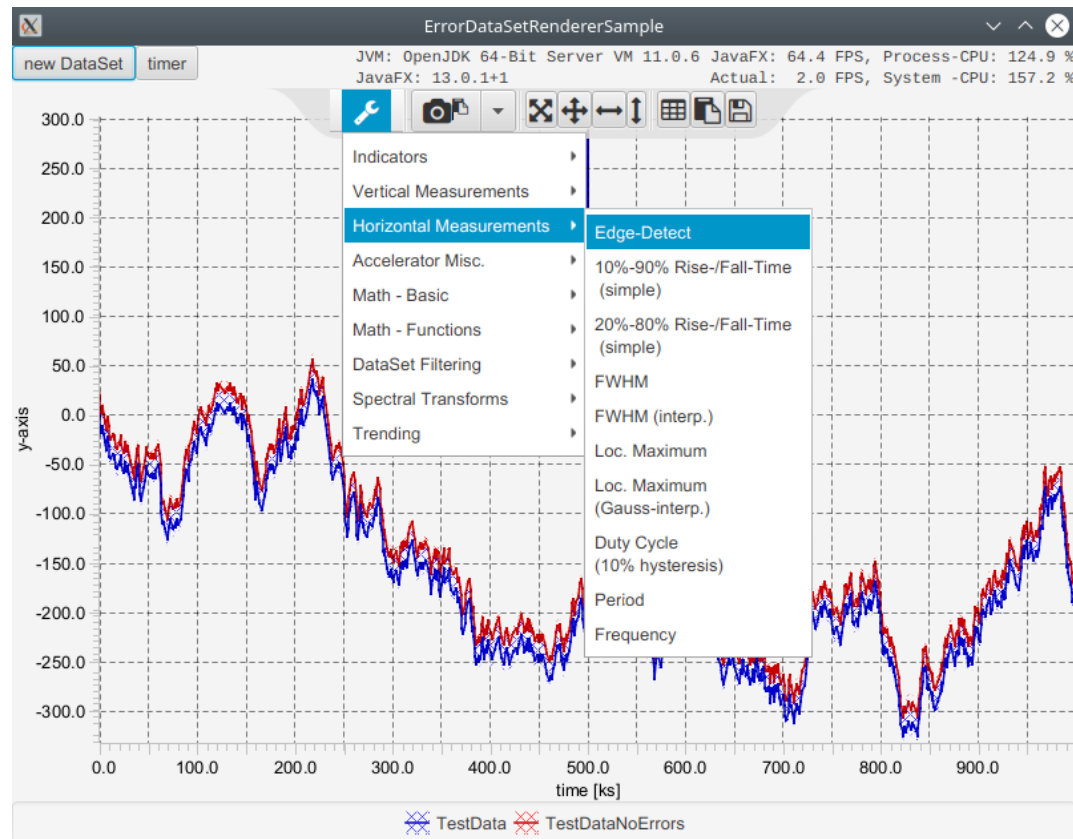 ErrorDataSetRendererSample
new DataSet timer
JVM: OpenJDK 64-Bit Server VM 11.0.6 JavaFX: 64.4 FPS, Process-CPU: 124.9 %
JavaFX: 13.0.1+1 Actual: 2.0 FPS, System -CPU: 157.2 %
Indicators
Vertical Measurements
Horizontal Measurements
Accelerator Misc.
Math - Basic
Math - Functions
DataSet Filtering
Spectral Transforms
Trending
Edge-Detect
10%-90% Rise-/Fall-Time
(simple)
20%-80% Rise-/Fall-Time
(simple)
FWHM
FWHM (interp.)
Loc. Maximum
Loc. Maximum
(Gauss-interp.)
Duty Cycle
(10% hysteresis)
Period
Frequency
y-axis
300.0
250.0
200.0
150.0
100.0
50.0
0.0
-50.0
-100.0
-150.0
-200.0
-250.0
-300.0
0.0 100.0 200.0 300.0 400.0 500.0 600.0 700.0 800.0 900.0
time [ks]
TestData TestDataNoErrors